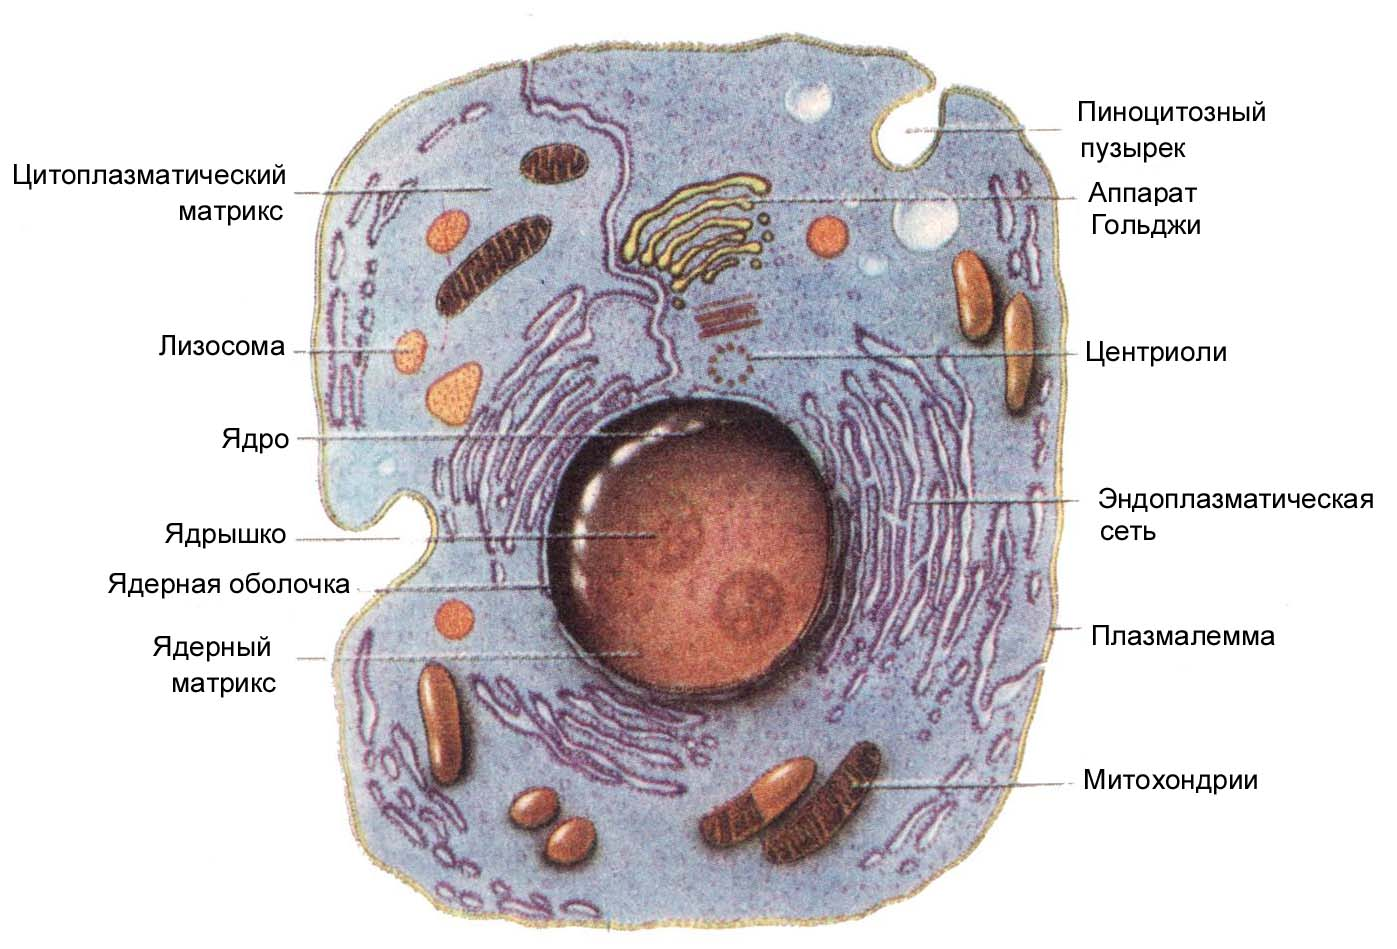 Цитоплазматический
матрикс
Лизосома
Ядро
Ядрышко
Ядерная оболочка
Ядерный
матрикс
Пиноцитозный
пузырек
Аппарат
Гольджи
Центриоли
Эндоплазматическая
сеть
Плазмалемма
Митохондрии